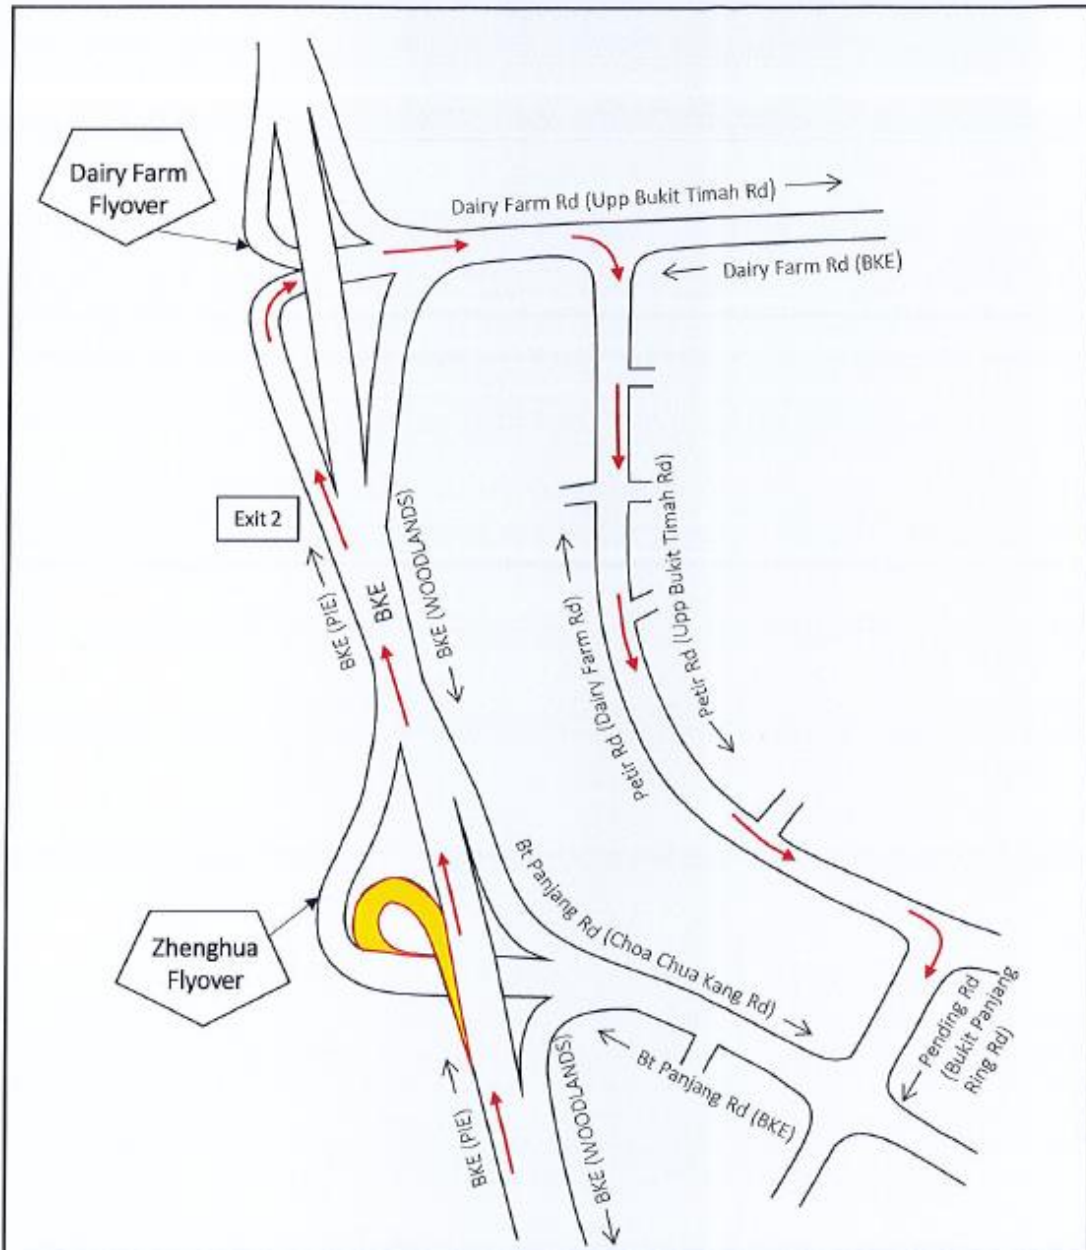 Dairy Farm
Flyover
Dairy Farm Rd (Upp Bukit Timah Rd)
Dairy Farm Rd (BKE)
Exit 2
BKE (PIE)
BKE
BKE (WOODLANDS)
Petir Rd (Dairy Farm Rd)
Petir Rd (Upp Bukit Timah Rd)
Bt Panjang Rd (Choa Chua Kang Rd)
Zhenghua
Flyover
Pending Rd
(Bukit Panjang
Ring Rd)
Bt Panjang Rd (BKE)
BKE (PIE)
BKE (WOODLANDS)